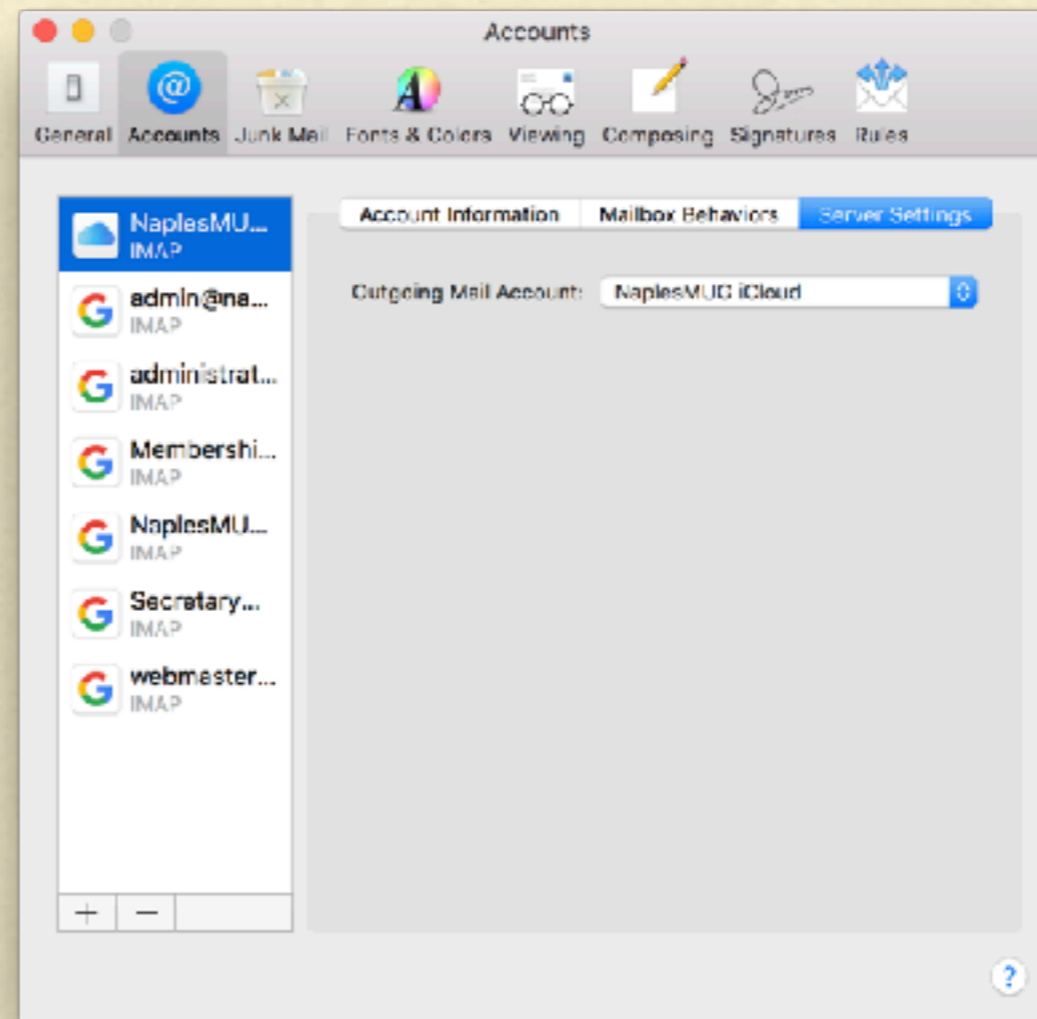 Accounts
General Accounts Junk Mail Fonts & Colors Viewing Composing Signatures Rules
NaplesMU...
IMAP
admin@na...
IMAP
administrat...
IMAP
Membershi...
IMAP
NaplesMU...
IMAP
Secretary...
IMAP
webmaster...
IMAP
+ −
Account Information Mailbox Behaviors Server Settings
Outgoing Mail Account: NaplesMUG iCloud
?